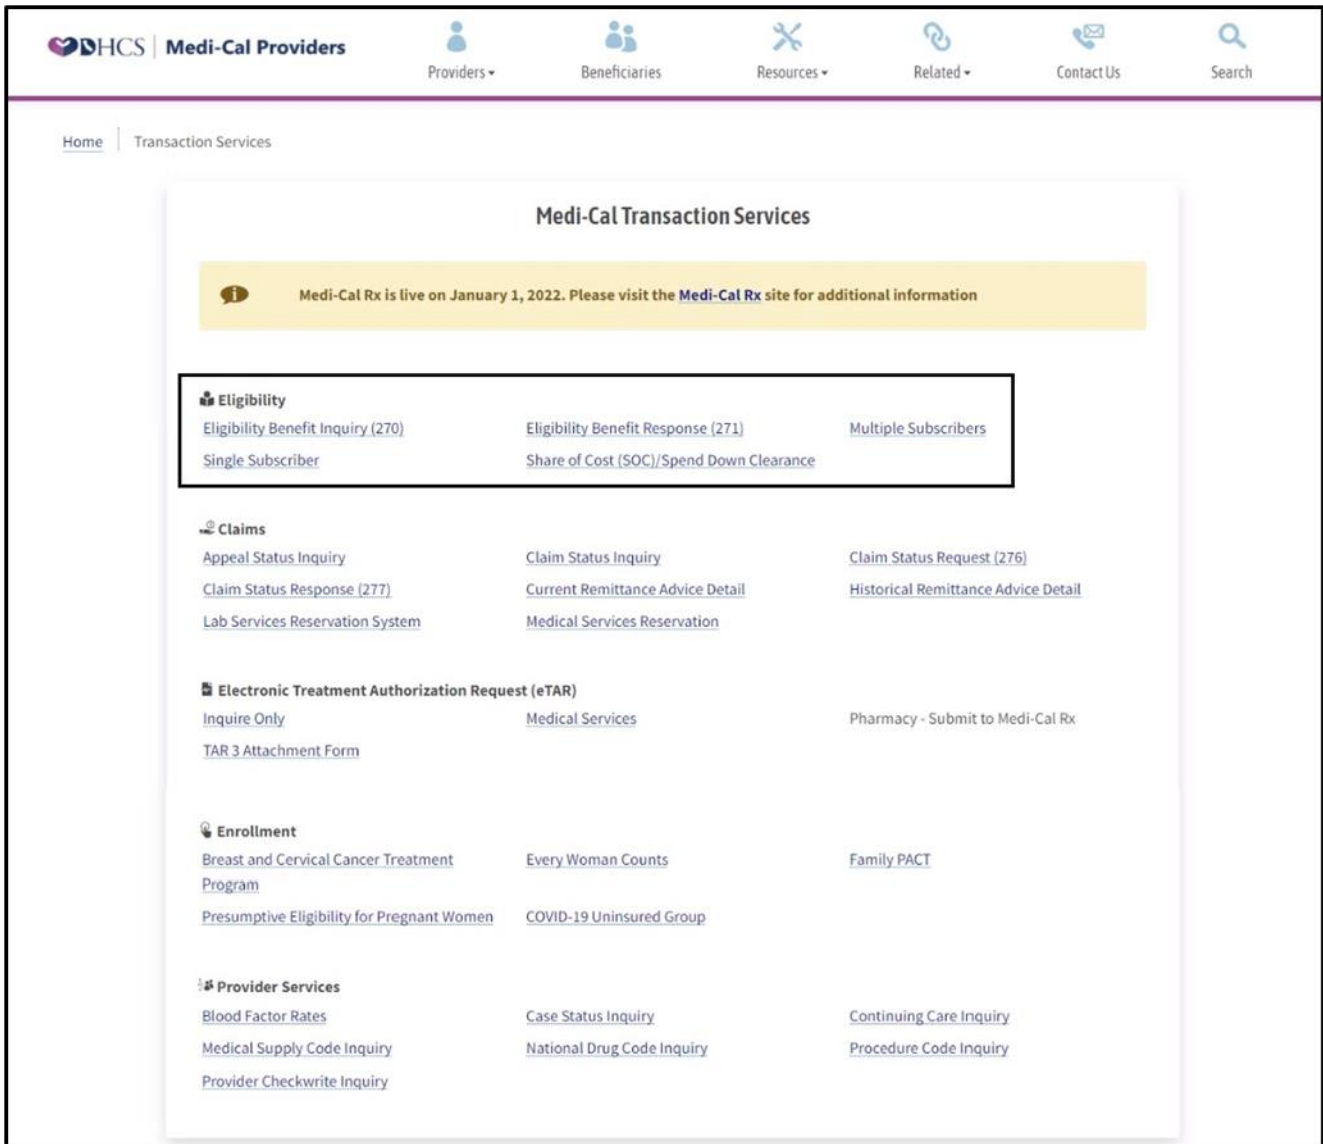 DHCS | Medi-Cal Providers
Providers Beneficiaries Resources Related Contact Us Search
Home Transaction Services
Medi-Cal Transaction Services
Medi-Cal Rx is live on January 1, 2022. Please visit the Medi-Cal Rx site for additional information
Eligibility
Eligibility Benefit Inquiry (270) Eligibility Benefit Response (271) Multiple Subscribers
Single Subscriber Share of Cost (SOC)/Spend Down Clearance
Claims
Appeal Status Inquiry Claim Status Inquiry Claim Status Request (276)
Claim Status Response (277) Current Remittance Advice Detail Historical Remittance Advice Detail
Lab Services Reservation System Medical Services Reservation
Electronic Treatment Authorization Request (eTAR)
Inquire Only Medical Services Pharmacy - Submit to Medi-Cal Rx
TAR 3 Attachment Form
Enrollment
Breast and Cervical Cancer Treatment Every Woman Counts Family PACT
Program
Presumptive Eligibility for Pregnant Women COVID-19 Uninsured Group
Provider Services
Blood Factor Rates Case Status Inquiry Continuing Care Inquiry
Medical Supply Code Inquiry National Drug Code Inquiry Procedure Code Inquiry
Provider Checkwrite Inquiry